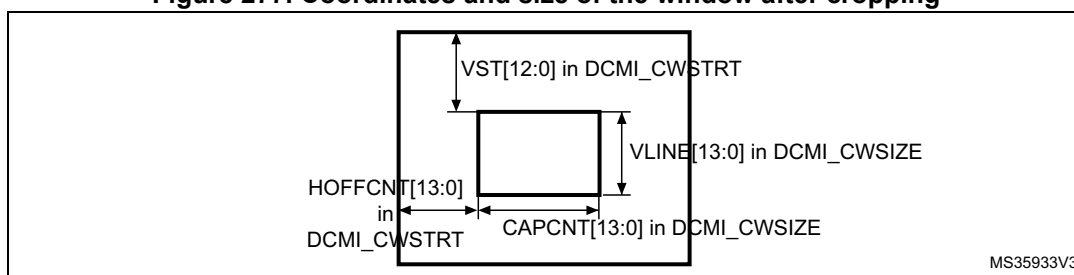 Figure 277. Coordinates and size of the window after cropping
VST[12:0] in DCMI_CWSTRT
VLINE[13:0] in DCMI_CWSIZE
HOFFCNT[13:0]
in
DCMI_CWSTRT
CAPCNT[13:0] in DCMI_CWSIZE
MS35933V3